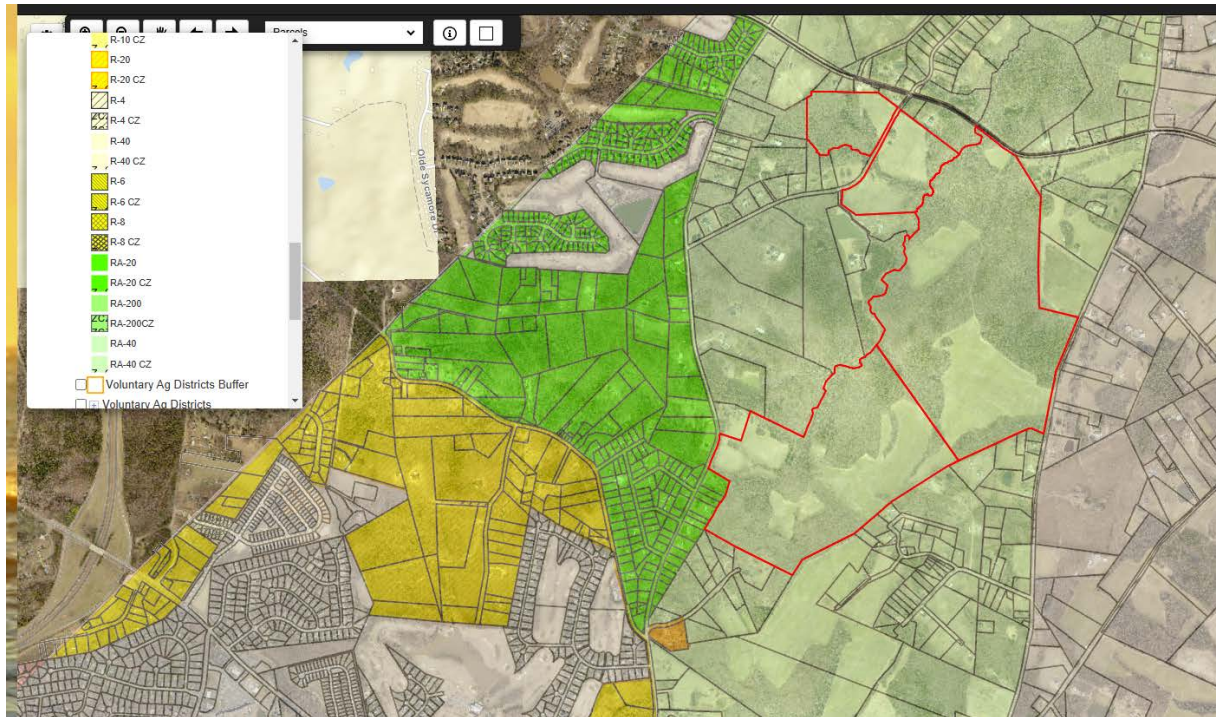 Parcels
R-10 CZ
R-20
R-20 CZ
R-4
R-4 CZ
R-40
R-40 CZ
R-6
R-6 CZ
R-8
R-8 CZ
RA-20
RA-20 CZ
RA-200
RA-200CZ
RA-40
RA-40 CZ
Voluntary Ag Districts Buffer
Voluntary Ag Districts
Olde Sycamore Dr